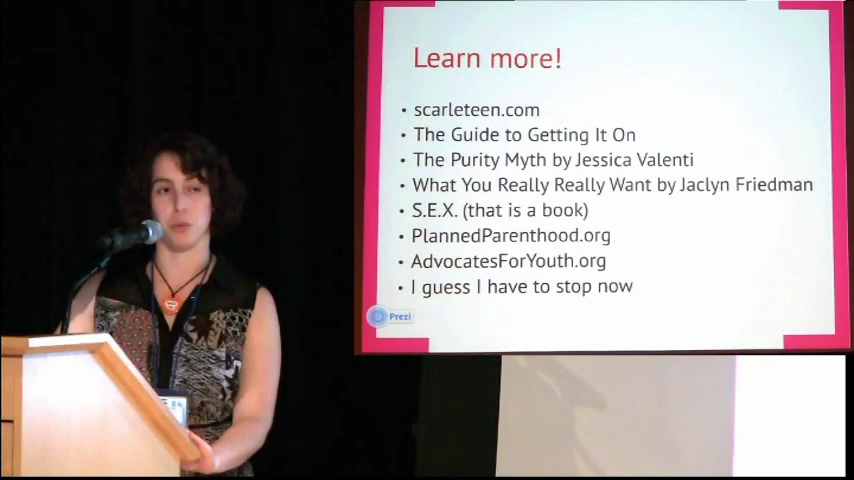 Learn more!
• scarleteen.com
• The Guide to Getting It On
• The Purity Myth by Jessica Valenti
• What You Really Really Want by Jaclyn Friedman
• S.E.X. (that is a book)
• PlannedParenthood.org
• AdvocatesForYouth.org
• I guess I have to stop now
Prezi